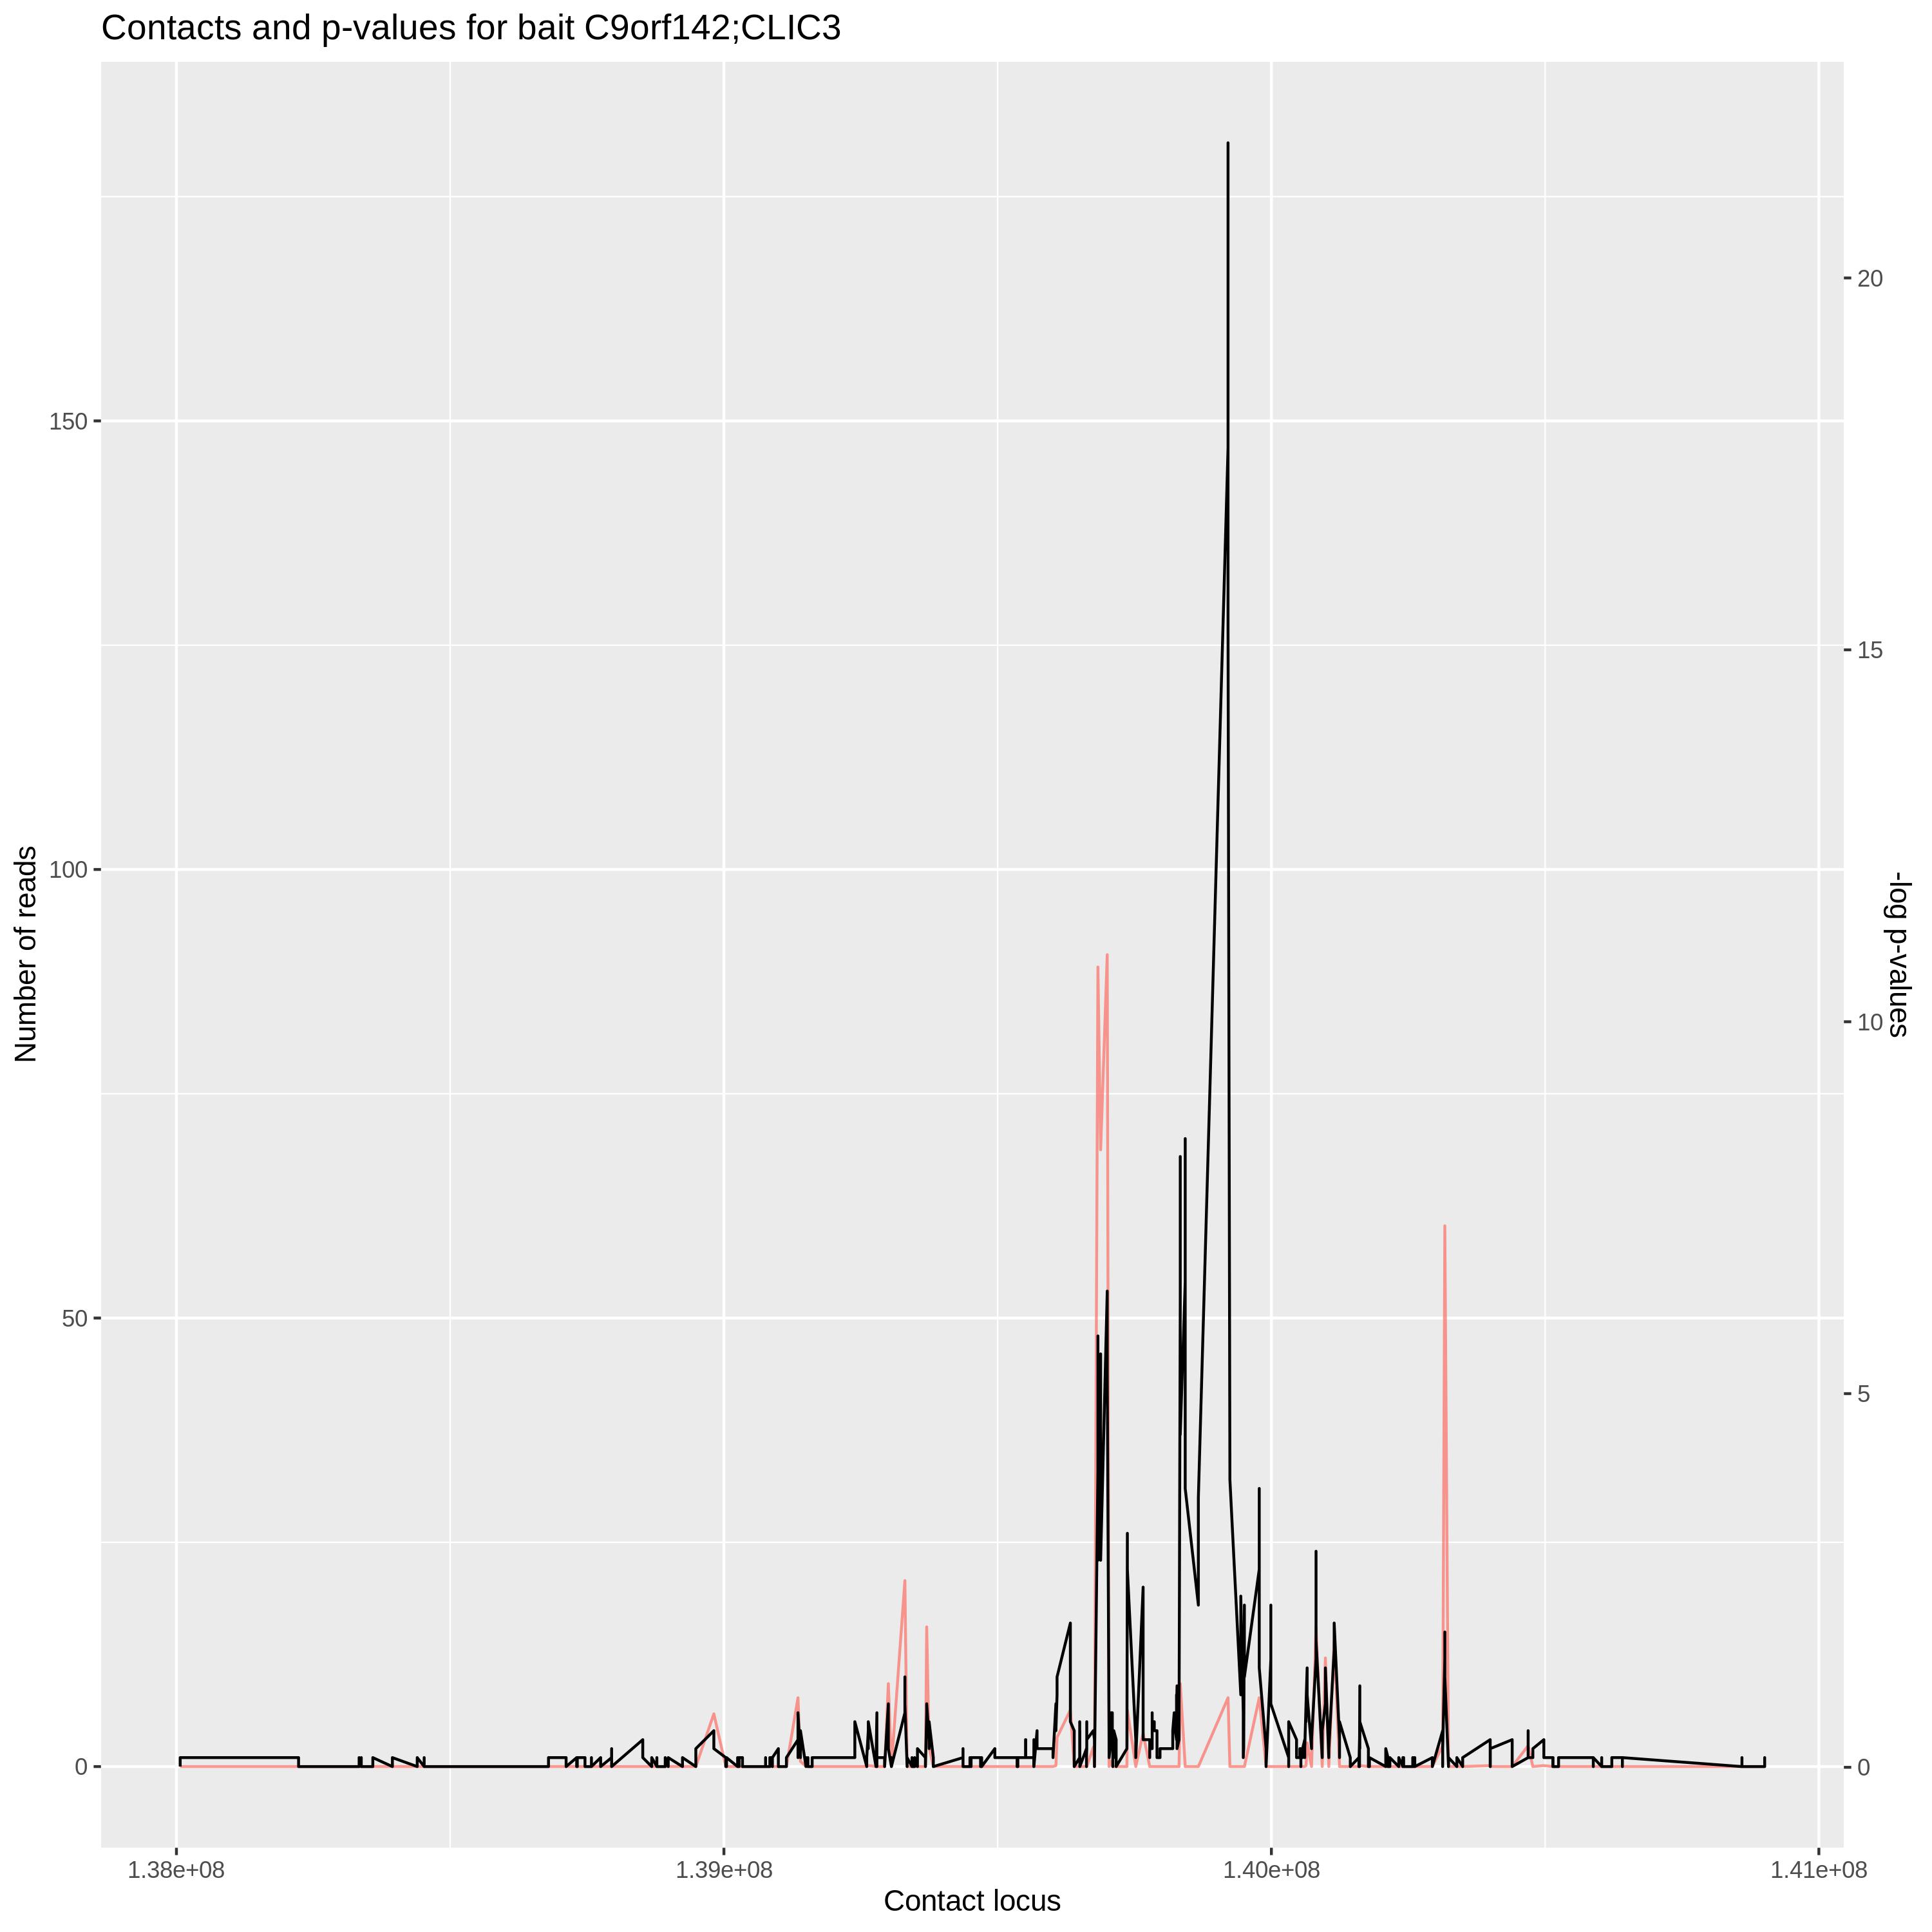 Contacts and p-values for bait C9orf142;CLIC3
Number of reads
150
100
50
0
20
15
10
5
0
-log p-values
1.38e+08
1.39e+08
1.40e+08
1.41e+08
Contact locus